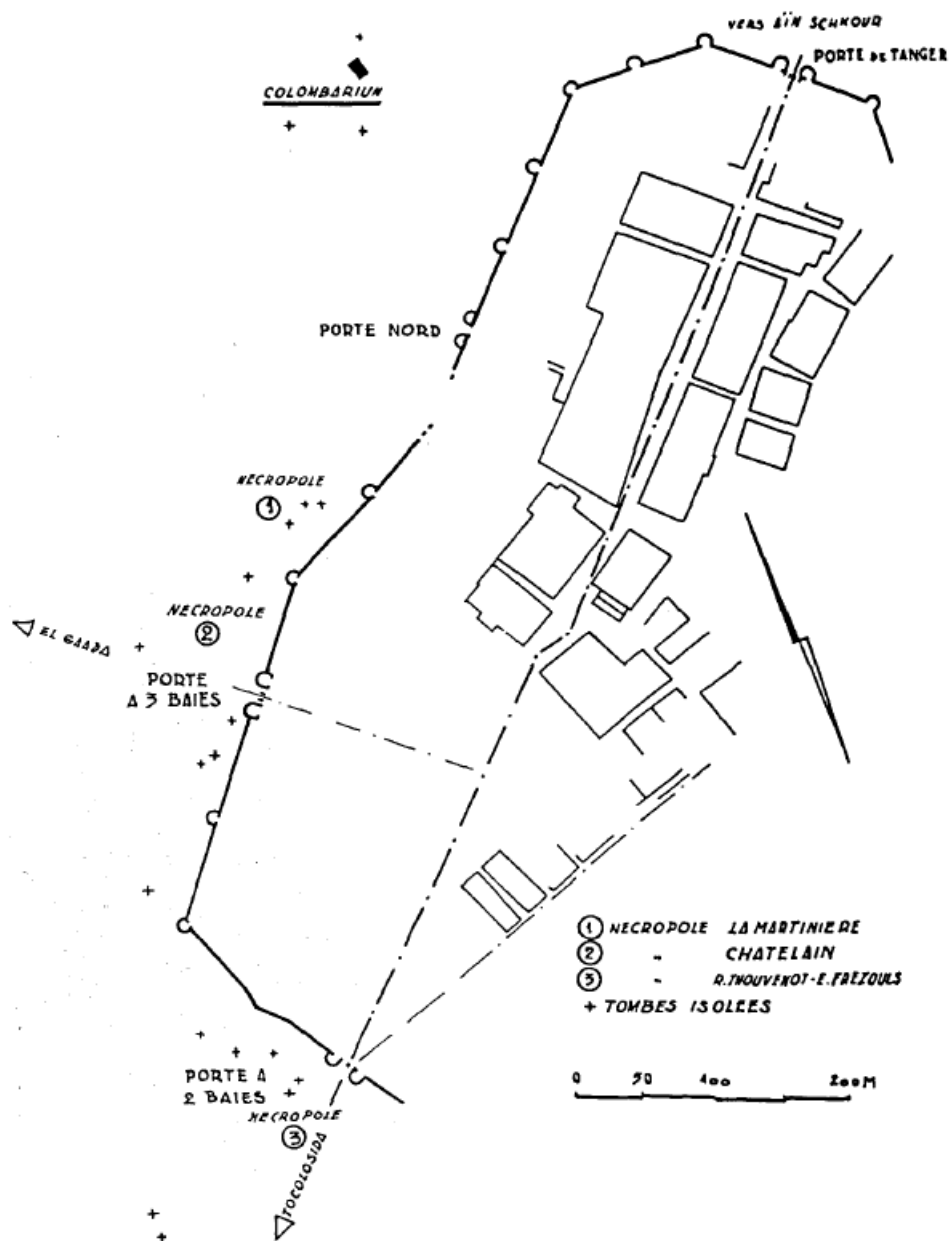 VERS AÏN SCHKOUR
PORTE DE TANGER
COLOMBARIUN
PORTE NORD
NECROPOLE
1
NECROPOLE
2
EL GAADA
PORTE
A 3 BAIES
1 NECROPOLE LA MARTINIERE
2 " CHATELAIN
3 " R.THOUVENOT-E.FREZOULS
+ TOMBES ISOLEES
0 50 100 200M
PORTE A
2 BAIES
NECROPOLE
3
TOCOLOSIDA